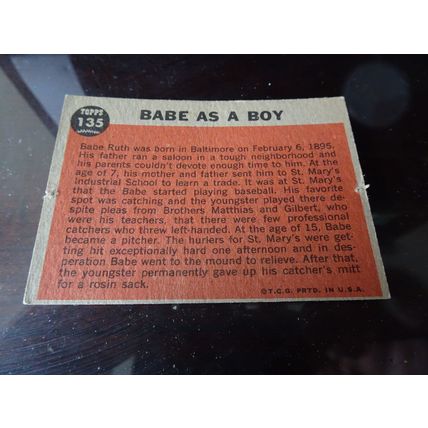 TOPPS
135
BABE AS A BOY
Babe Ruth was born in Baltimore on February 6, 1895.
His father ran a saloon in a tough neighborhood and
his parents couldn't devote enough time to him. At the
age of 7, his mother and father sent him to St. Mary's
Industrial School to learn a trade. It was at St. Mary's
that the Babe started playing baseball. His favorite
spot was catching and the youngster played there de-
spite pleas from Brothers Matthias and Gilbert, who
were his teachers, that there were few professional
catchers who threw left-handed. At the age of 15, Babe
became a pitcher. The hurlers for St. Mary's were get-
ting hit exceptionally hard one afternoon and in des-
peration Babe went to the mound to relieve. After that,
the youngster permanently gave up his catcher's mitt
for a rosin sack.
©T.C.G. PRTD. IN U.S.A.